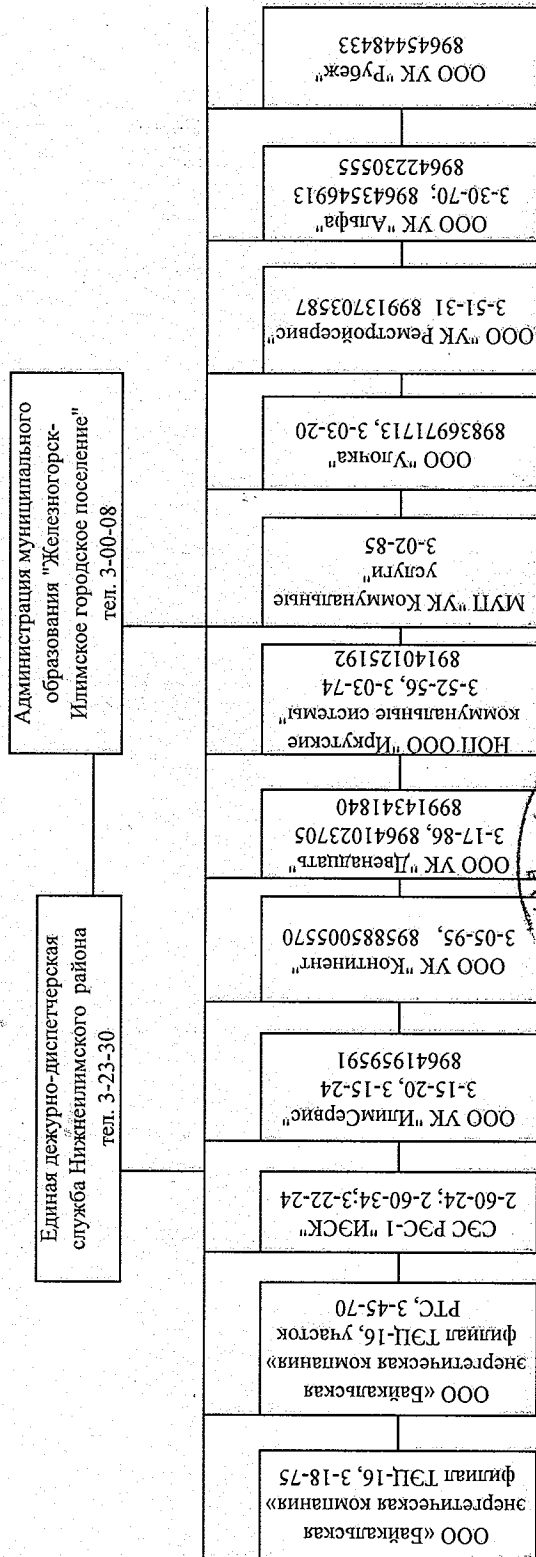 Администрация муниципального
образования "Железногорск-
Илимское городское поселение"
тел. 3-00-08
Единая дежурно-диспетчерская
служба Нижнеилимского района
тел. 3-23-30
ООО УК "Рубеж"
89645448433
ООО УК "Альфа"
3-30-70; 89643546913
89642230555
ООО "УК Ремстройсервис"
3-51-31 89913703587
ООО "Улочка"
89836971713, 3-03-20
МУП "УК Коммунальные
услуги"
3-02-85
НОП ООО "Иркутские
коммунальные системы"
3-52-56, 3-03-74
89140125192
ООО УК "Двенадцать"
3-17-86, 89641023705
89914341840
ООО УК "Континент"
3-05-95, 89588500557​0
ООО УК "ИлимСервис"
3-15-20, 3-15-24
89641959591
СЭС РЭС-1 "ИЭСК"
2-60-24; 2-60-34;3-22-24
ООО «Байкальская
энергетическая компания»
филиал ТЭЦ-16, участок
РТС, 3-45-70
ООО «Байкальская
энергетическая компания»
филиал ТЭЦ-16, 3-18-75